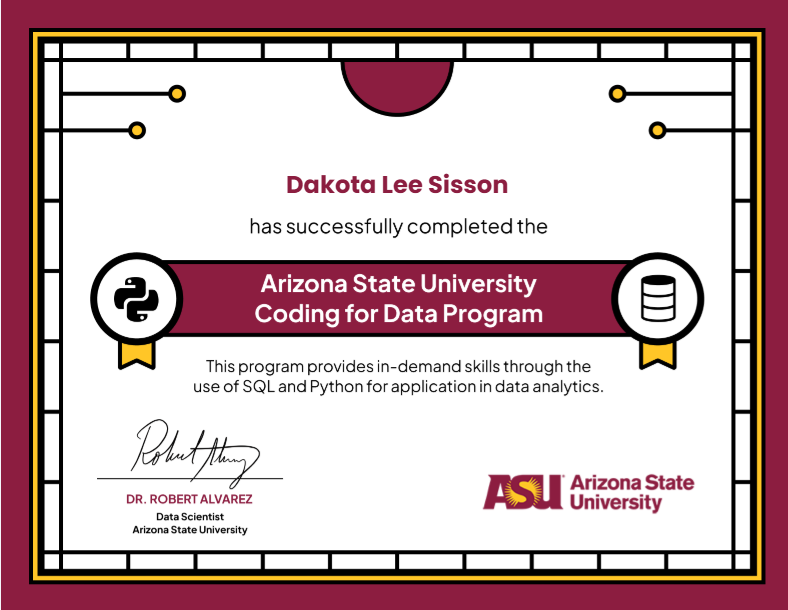 Dakota Lee Sisson
has successfully completed the
Arizona State University
Coding for Data Program
This program provides in-demand skills through the
use of SQL and Python for application in data analytics.
Robert Alvarez
DR. ROBERT ALVAREZ
Data Scientist
Arizona State University
ASU Arizona State
University